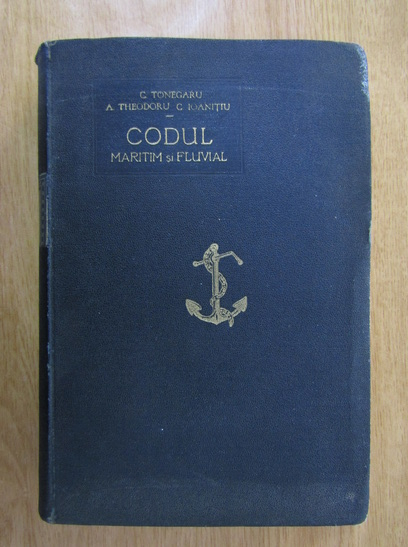 C. TONEGARU
A. THEODORU C. IOANIȚIU
CODUL
MARITIM și FLUVIAL